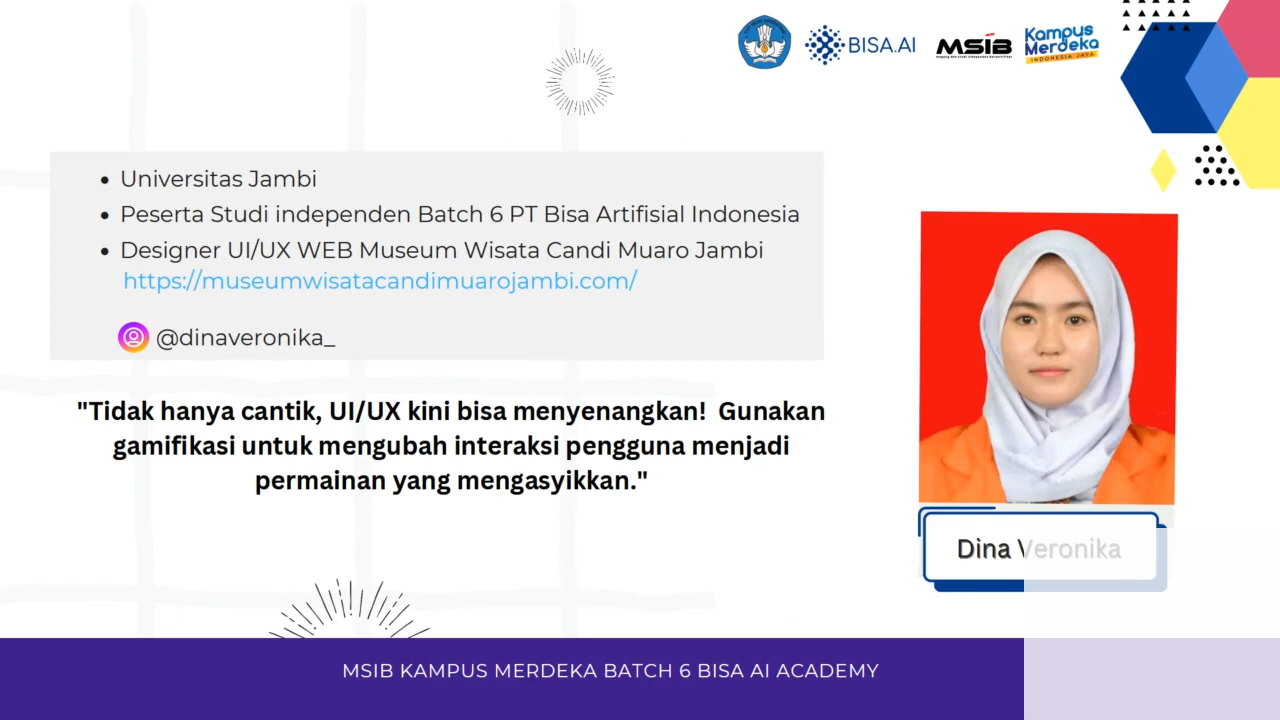 BISA.AI
MSIB
Kampus
Merdeka
INDONESIA JAYA
Universitas Jambi
Peserta Studi independen Batch 6 PT Bisa Artifisial Indonesia
Designer UI/UX WEB Museum Wisata Candi Muaro Jambi
https://museumwisatacandimuarojambi.com/
@dinaveronika_
"Tidak hanya cantik, UI/UX kini bisa menyenangkan! Gunakan
gamifikasi untuk mengubah interaksi pengguna menjadi
permainan yang mengasyikkan."
Dina Veronika
MSIB KAMPUS MERDEKA BATCH 6 BISA AI ACADEMY